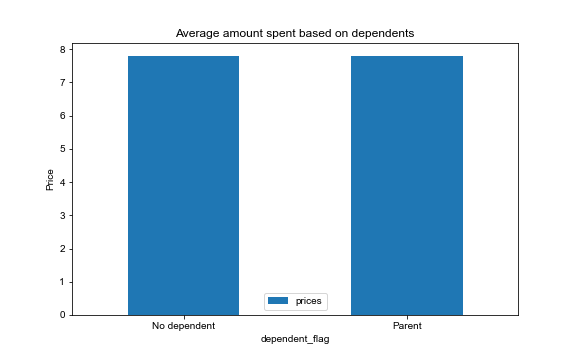 Average amount spent based on dependents
8
7
6
5
4
3
2
1
0
Price
prices
No dependent
Parent
dependent_flag